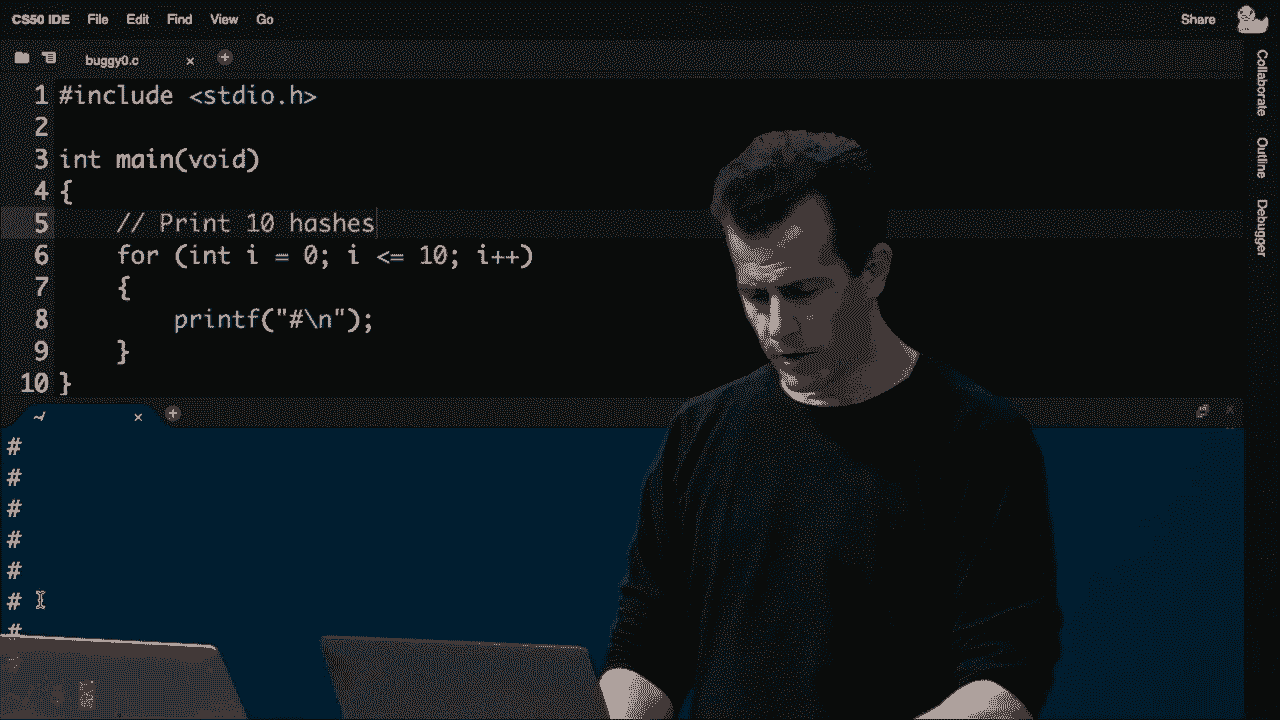 CS50 IDE File Edit Find View Go Share
buggy0.c
1 #include <stdio.h>
2
3 int main(void)
4 {
5 // Print 10 hashes
6 for (int i = 0; i <= 10; i++)
7 {
8 printf("#\n");
9 }
10 }
#
#
#
#
#
#
#
Collaborate
Outline
Debugger